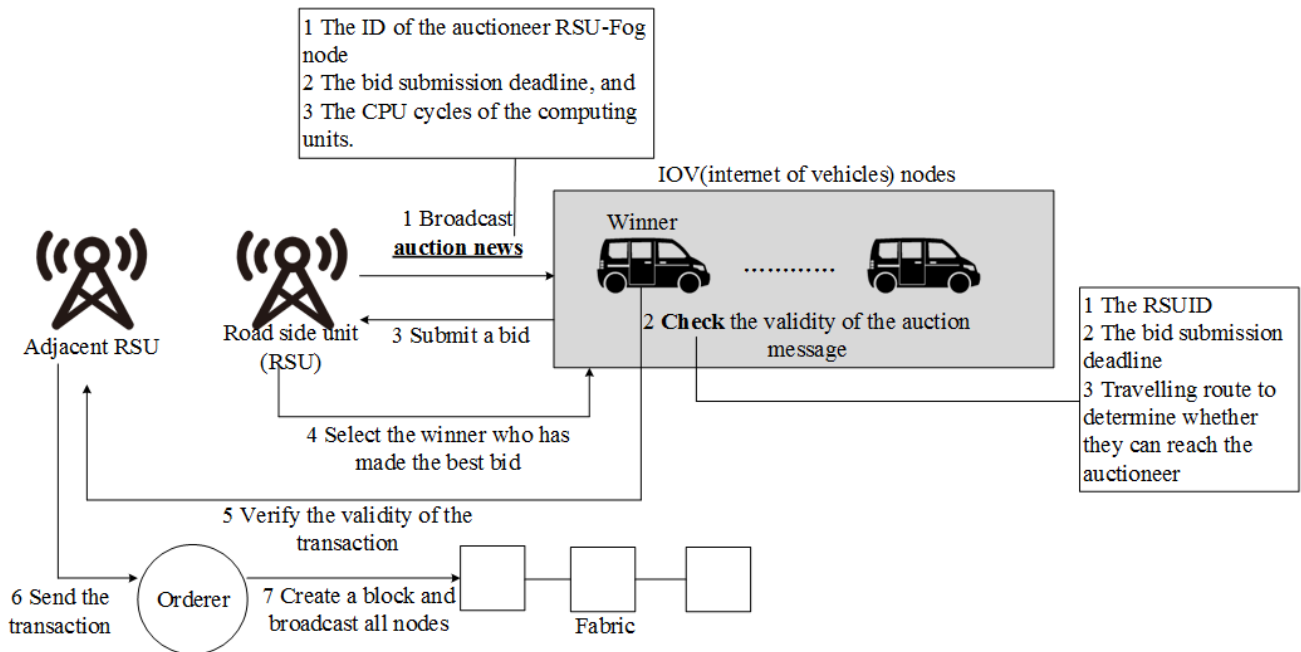 1 The ID of the auctioneer RSU-Fog
node
2 The bid submission deadline, and
3 The CPU cycles of the computing
units.
IOV(internet of vehicles) nodes
1 Broadcast
auction news
Winner
............
Adjacent RSU
Road side unit
(RSU)
3 Submit a bid
2 Check the validity of the auction
message
1 The RSUID
2 The bid submission
deadline
3 Travelling route to
determine whether
they can reach the
auctioneer
4 Select the winner who has
made the best bid
5 Verify the validity of the
transaction
6 Send the
transaction
Orderer
7 Create a block and
broadcast all nodes
Fabric